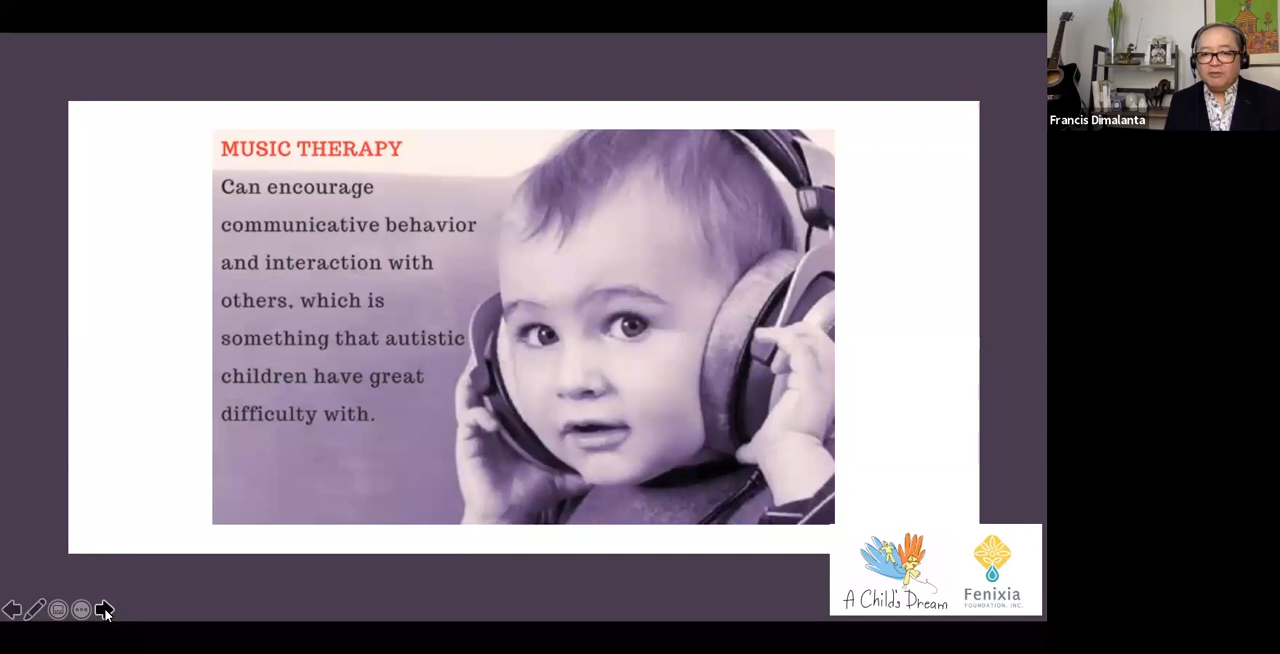 MUSIC THERAPY
Can encourage
communicative behavior
and interaction with
others, which is
something that autistic
children have great
difficulty with.
Francis Dimalanta
A Child's Dream
Fenixia
FOUNDATION, INC.